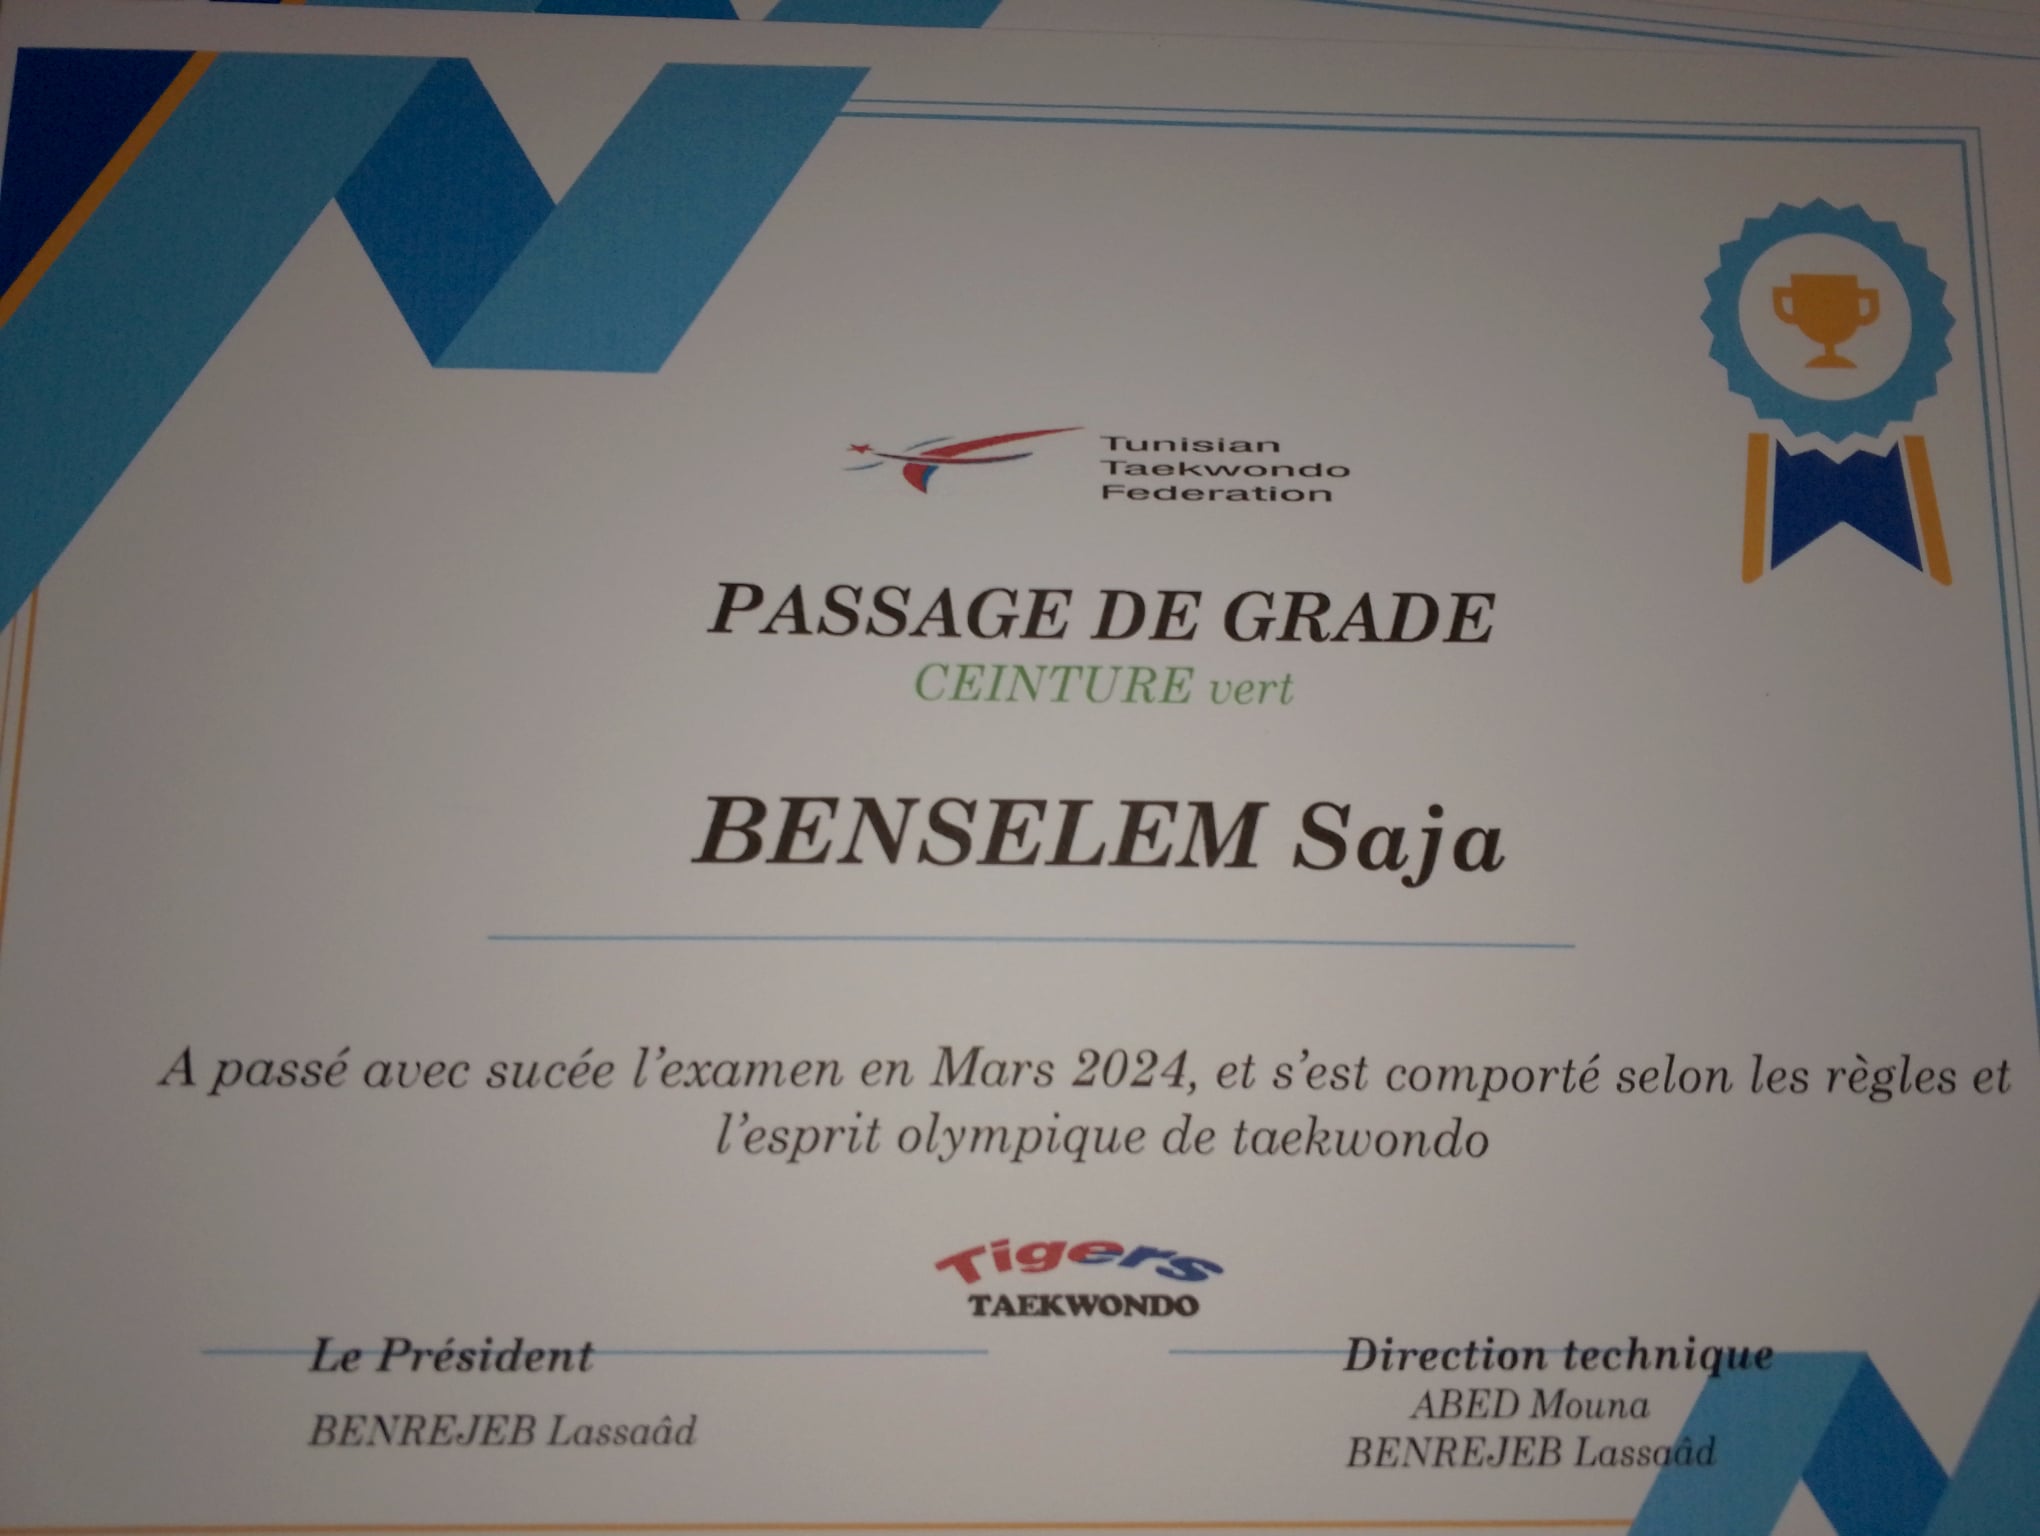 Tunisian
Taekwondo
Federation
PASSAGE DE GRADE
CEINTURE vert
BENSELEM Saja
A passé avec sucée l'examen en Mars 2024, et s'est comporté selon les règles et
l'esprit olympique de taekwondo
Tigers
TAEKWONDO
Le Président
BENREJEB Lassaâd
Direction technique
ABED Mouna
BENREJEB Lassaâd